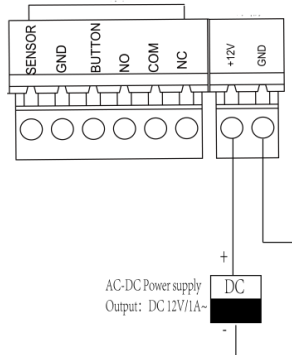 SENSOR
GND
BUTTON
NO
COM
NC
+12V
GND
+
AC-DC Power supply
DC
Output: DC 12V/1A~
-